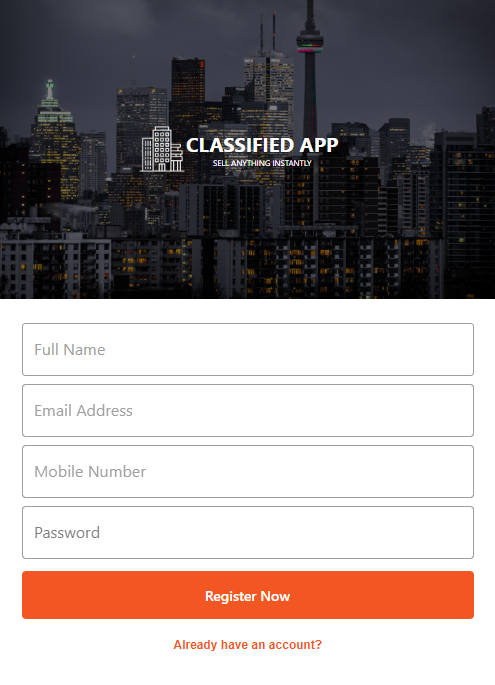 CLASSIFIED APP
SELL ANYTHING INSTANTLY
Full Name
Email Address
Mobile Number
Password
Register Now
Already have an account?